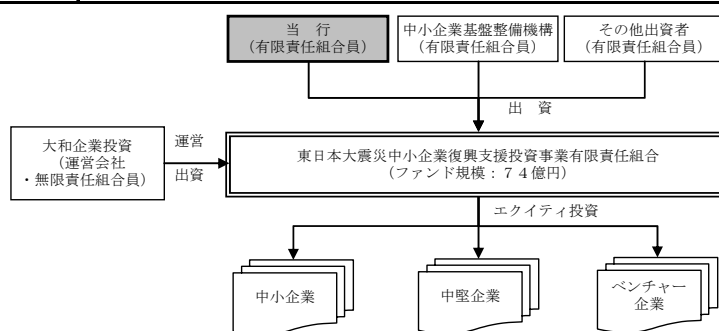 当 行
(有限責任組合員)
中小企業基盤整備機構
(有限責任組合員)
その他出資者
(有限責任組合員)
出 資
大和企業投資
(運営会社
・無限責任組合員)
運営
出資
東日本大震災中小企業復興支援投資事業有限責任組合
(ファンド規模：７４億円)
エクイティ投資
中小企業
中堅企業
ベンチャー
企業